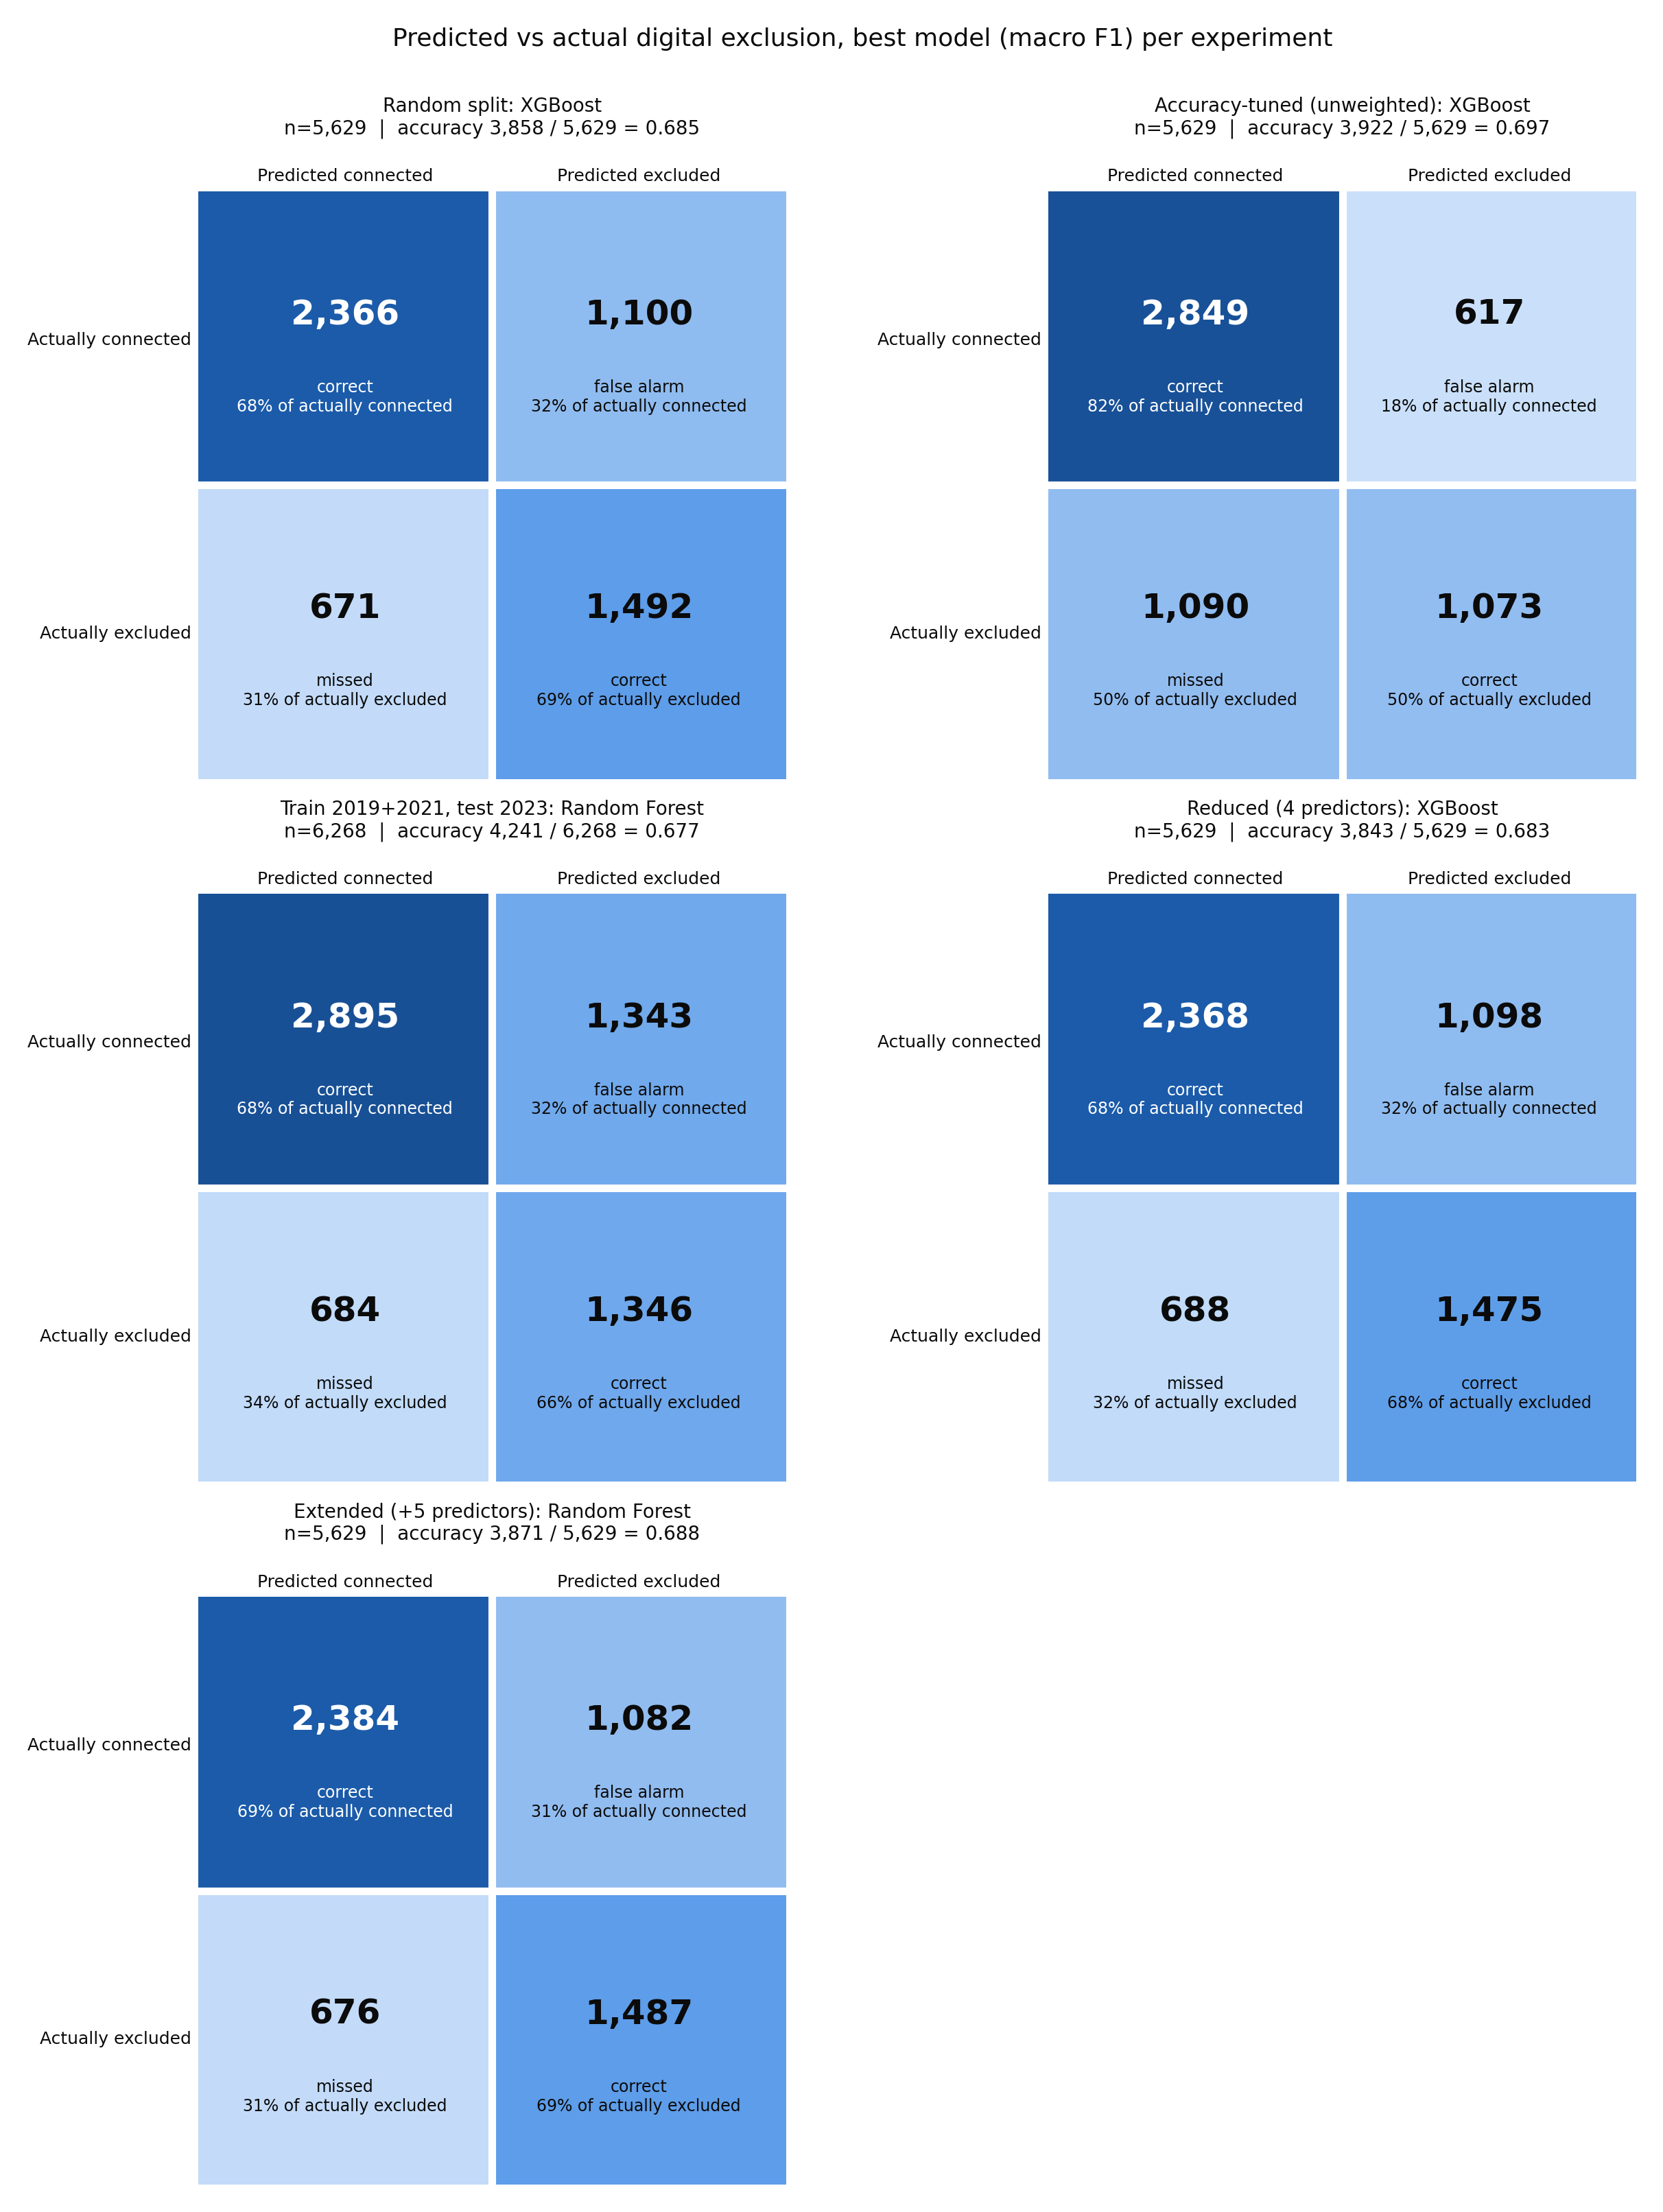 Predicted vs actual digital exclusion, best model (macro F1) per experiment
Random split: XGBoost
n=5,629 | accuracy 3,858 / 5,629 = 0.685
Predicted connected
Predicted excluded
Actually connected
2,366
correct
68% of actually connected
1,100
false alarm
32% of actually connected
Actually excluded
671
missed
31% of actually excluded
1,492
correct
69% of actually excluded
Accuracy-tuned (unweighted): XGBoost
n=5,629 | accuracy 3,922 / 5,629 = 0.697
Predicted connected
Predicted excluded
Actually connected
2,849
correct
82% of actually connected
617
false alarm
18% of actually connected
Actually excluded
1,090
missed
50% of actually excluded
1,073
correct
50% of actually excluded
Train 2019+2021, test 2023: Random Forest
n=6,268 | accuracy 4,241 / 6,268 = 0.677
Predicted connected
Predicted excluded
Actually connected
2,895
correct
68% of actually connected
1,343
false alarm
32% of actually connected
Actually excluded
684
missed
34% of actually excluded
1,346
correct
66% of actually excluded
Reduced (4 predictors): XGBoost
n=5,629 | accuracy 3,843 / 5,629 = 0.683
Predicted connected
Predicted excluded
Actually connected
2,368
correct
68% of actually connected
1,098
false alarm
32% of actually connected
Actually excluded
688
missed
32% of actually excluded
1,475
correct
68% of actually excluded
Extended (+5 predictors): Random Forest
n=5,629 | accuracy 3,871 / 5,629 = 0.688
Predicted connected
Predicted excluded
Actually connected
2,384
correct
69% of actually connected
1,082
false alarm
31% of actually connected
Actually excluded
676
missed
31% of actually excluded
1,487
correct
69% of actually excluded